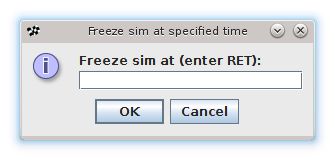 Freeze sim at specified time
Freeze sim at (enter RET):
OK
Cancel